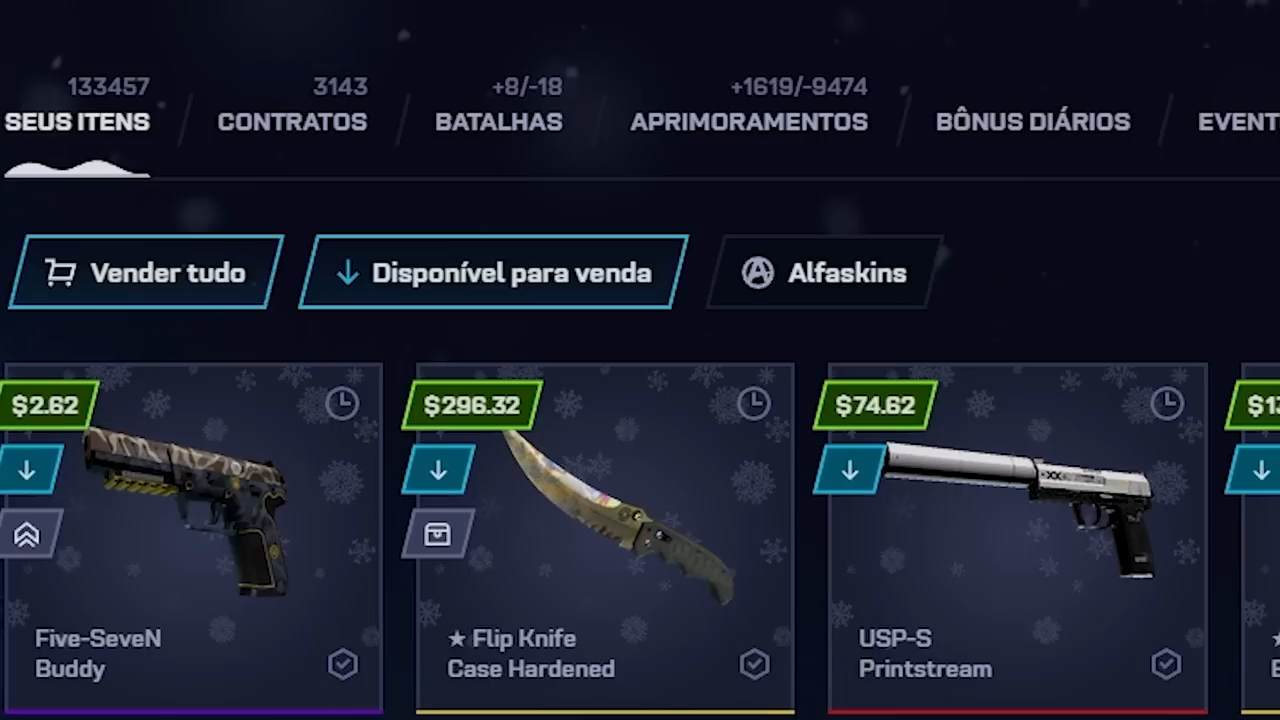 133457
3143
+8/-18
+1619/-9474
SEUS ITENS
CONTRATOS
BATALHAS
APRIMORAMENTOS
BÔNUS DIÁRIOS
EVENT
Vender tudo
Disponível para venda
Alfaskins
$2.62
$296.32
$74.62
Five-SeveN
Buddy
★ Flip Knife
Case Hardened
USP-S
Printstream